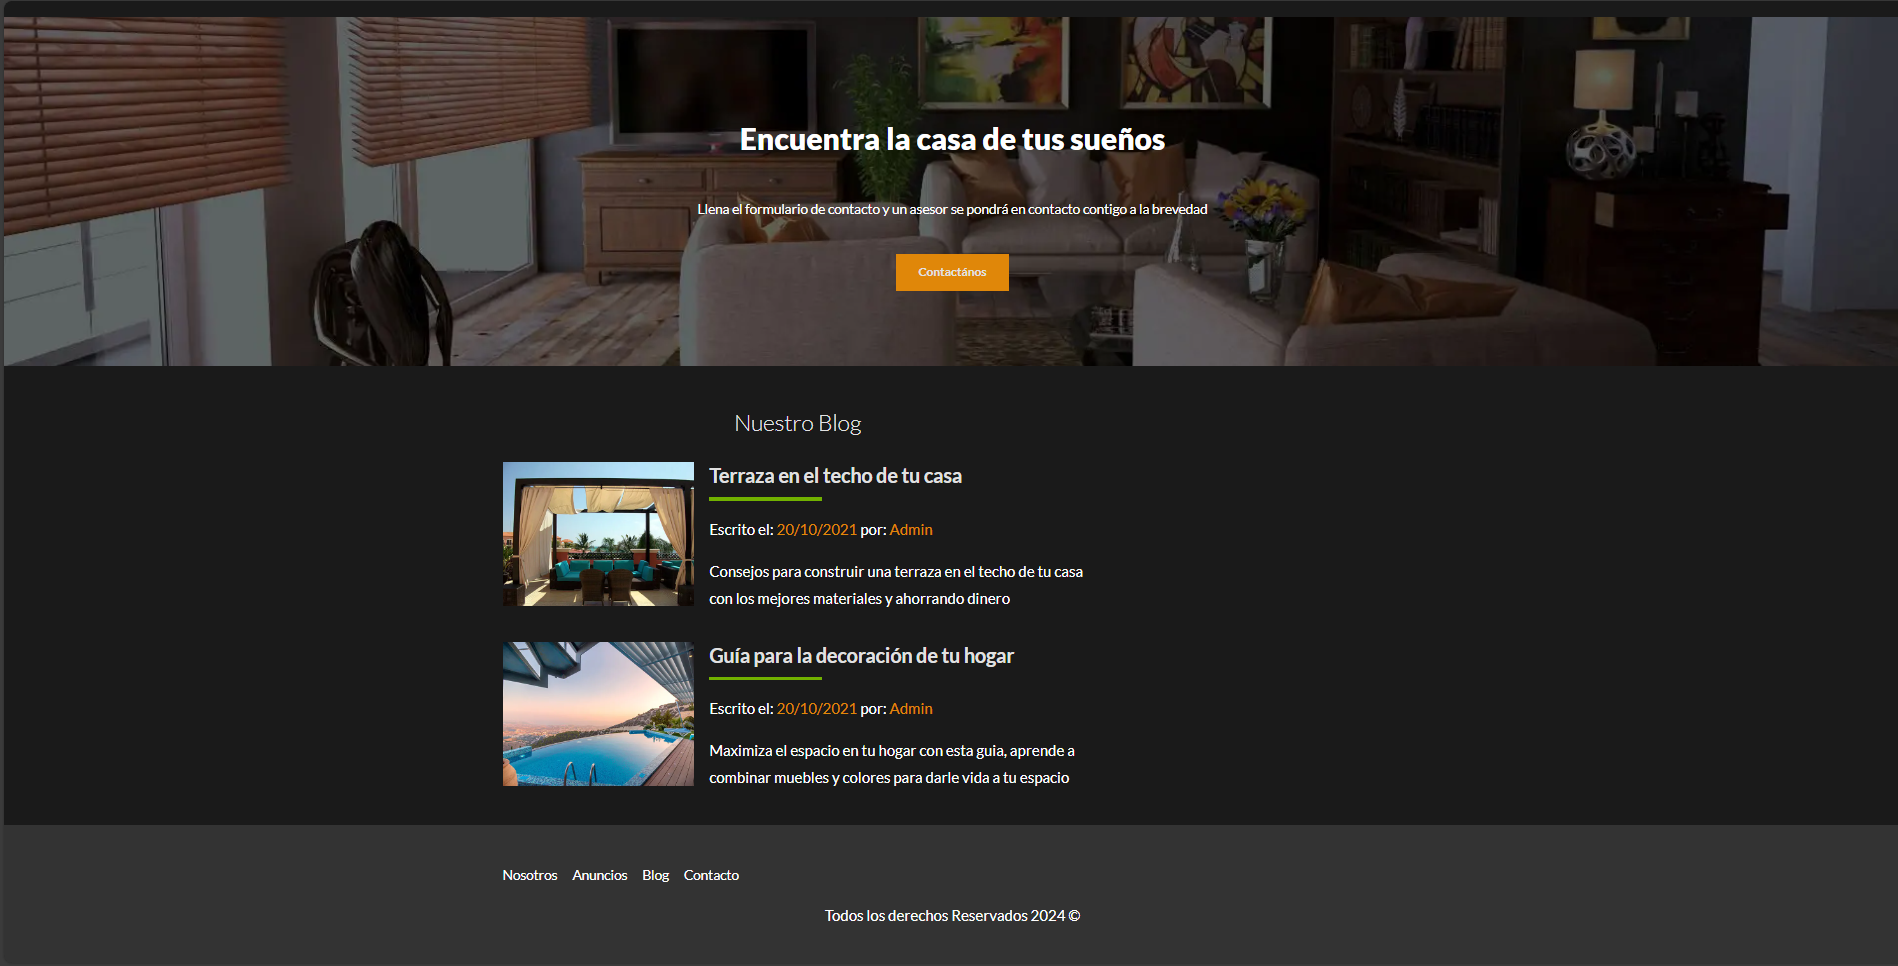 Encuentra la casa de tus sueños
Llena el formulario de contacto y un asesor se pondrá en contacto contigo a la brevedad
Contactános
Nuestro Blog
Terraza en el techo de tu casa
Escrito el: 20/10/2021 por: Admin
Consejos para construir una terraza en el techo de tu casa
con los mejores materiales y ahorrando dinero
Guía para la decoración de tu hogar
Escrito el: 20/10/2021 por: Admin
Maximiza el espacio en tu hogar con esta guia, aprende a
combinar muebles y colores para darle vida a tu espacio
Nosotros Anuncios Blog Contacto
Todos los derechos Reservados 2024 ©